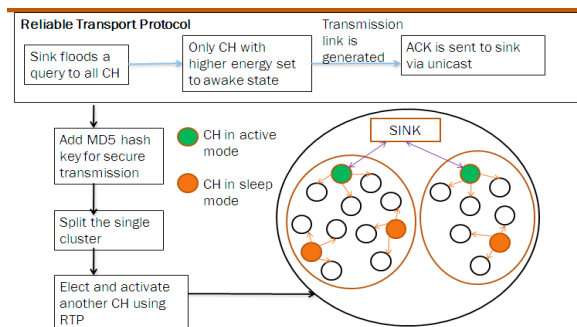 Reliable Transport Protocol
Sink floods a
query to all CH
Only CH with
higher energy set
to awake state
Transmission
link is
generated
ACK is sent to sink
via unicast
Add MD5 hash
key for secure
transmission
CH in active
mode
CH in sleep
mode
SINK
Split the single
cluster
Elect and activate
another CH using
RTP